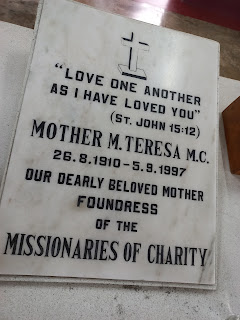 "LOVE ONE ANOTHER
AS I HAVE LOVED YOU"
(ST. JOHN 15:12)
MOTHER M. TERESA M.C.
26.8.1910-5.9.1997
OUR DEARLY BELOVED MOTHER
FOUNDRESS
OF THE
MISSIONARIES OF CHARITY